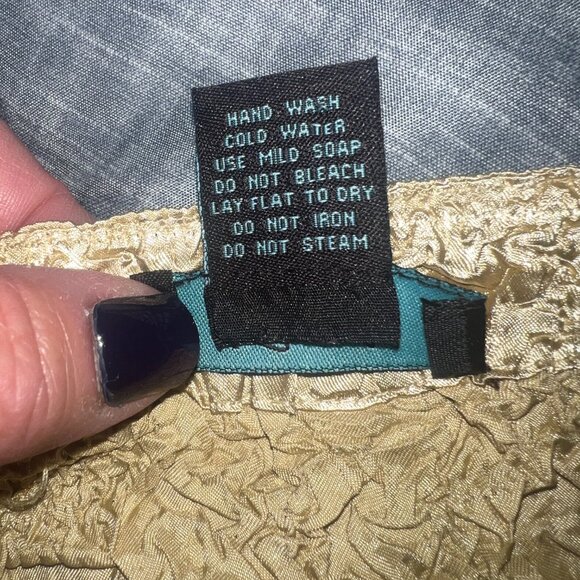 HAND WASH
COLD WATER
USE MILD SOAP
DO NOT BLEACH
LAY FLAT TO DRY
DO NOT IRON
DO NOT STEAM